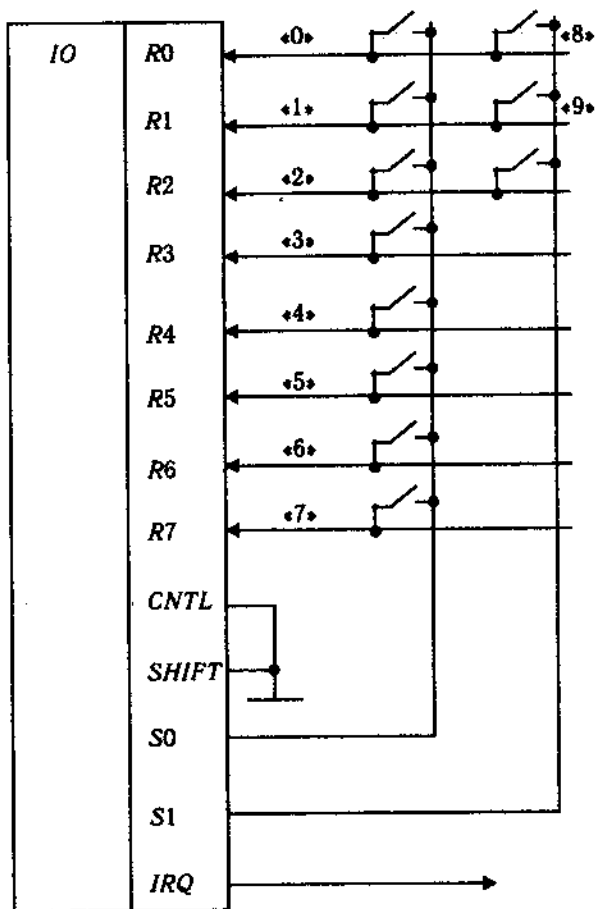 IO R0 «0» «8»
R1 «1» «9»
R2 «2»
R3 «3»
R4 «4»
R5 «5»
R6 «6»
R7 «7»
CNTL
SHIFT
S0
S1
IRQ